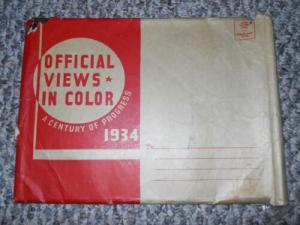 OFFICIAL
VIEWS ★
IN COLOR
A CENTURY OF PROGRESS
1934
To